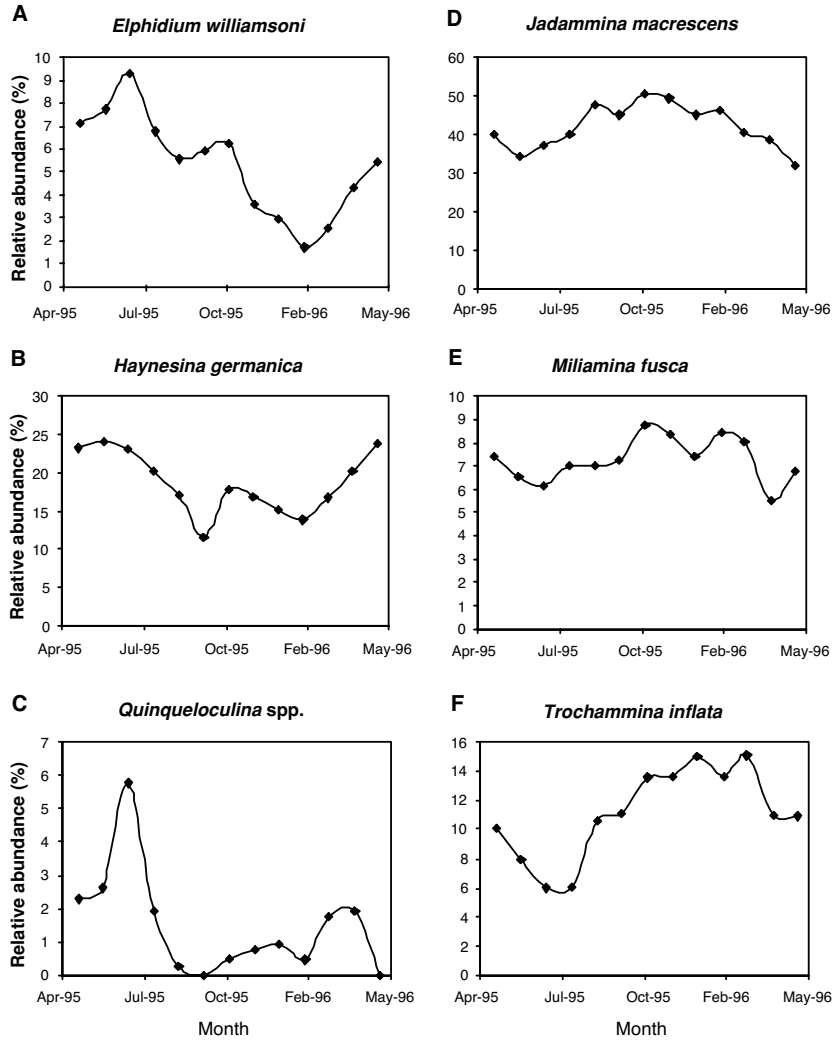 A
Elphidium williamsoni
Relative abundance (%)
10
9
8
7
6
5
4
3
2
1
0
Apr-95 Jul-95 Oct-95 Feb-96 May-96
B
Haynesina germanica
Relative abundance (%)
30
25
20
15
10
5
0
Apr-95 Jul-95 Oct-95 Feb-96 May-96
C
Quinqueloculina spp.
Relative abundance (%)
7
6
5
4
3
2
1
0
Apr-95 Jul-95 Oct-95 Feb-96 May-96
Month
D
Jadammina macrescens
60
50
40
30
20
10
0
Apr-95 Jul-95 Oct-95 Feb-96 May-96
E
Miliamina fusca
10
9
8
7
6
5
4
3
2
1
0
Apr-95 Jul-95 Oct-95 Feb-96 May-96
F
Trochammina inflata
16
14
12
10
8
6
4
2
0
Apr-95 Jul-95 Oct-95 Feb-96 May-96
Month